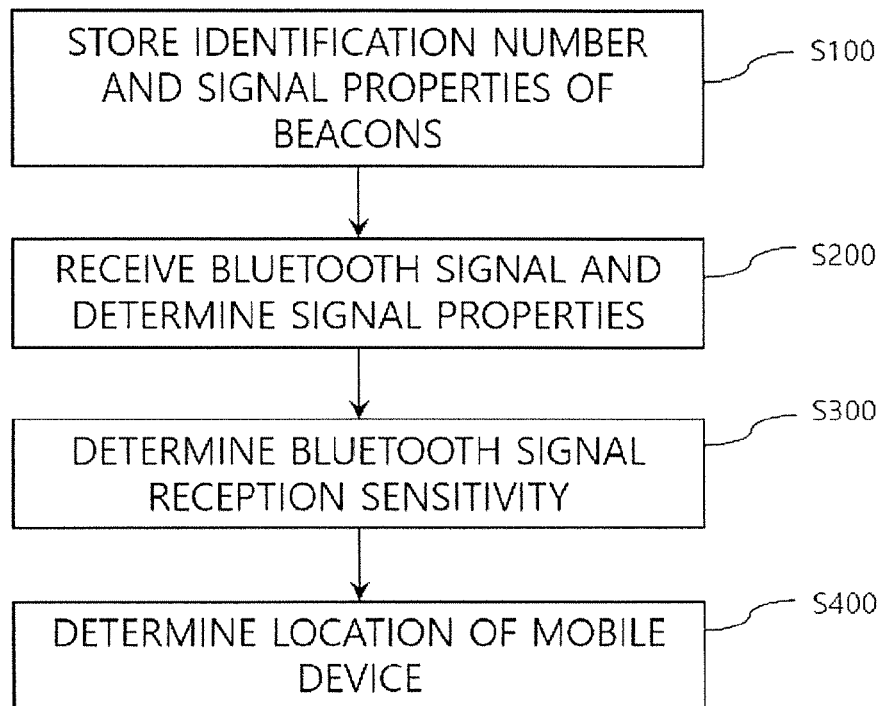 STORE IDENTIFICATION NUMBER
AND SIGNAL PROPERTIES OF
BEACONS
S100
RECEIVE BLUETOOTH SIGNAL AND
DETERMINE SIGNAL PROPERTIES
S200
DETERMINE BLUETOOTH SIGNAL
RECEPTION SENSITIVITY
S300
DETERMINE LOCATION OF MOBILE
DEVICE
S400